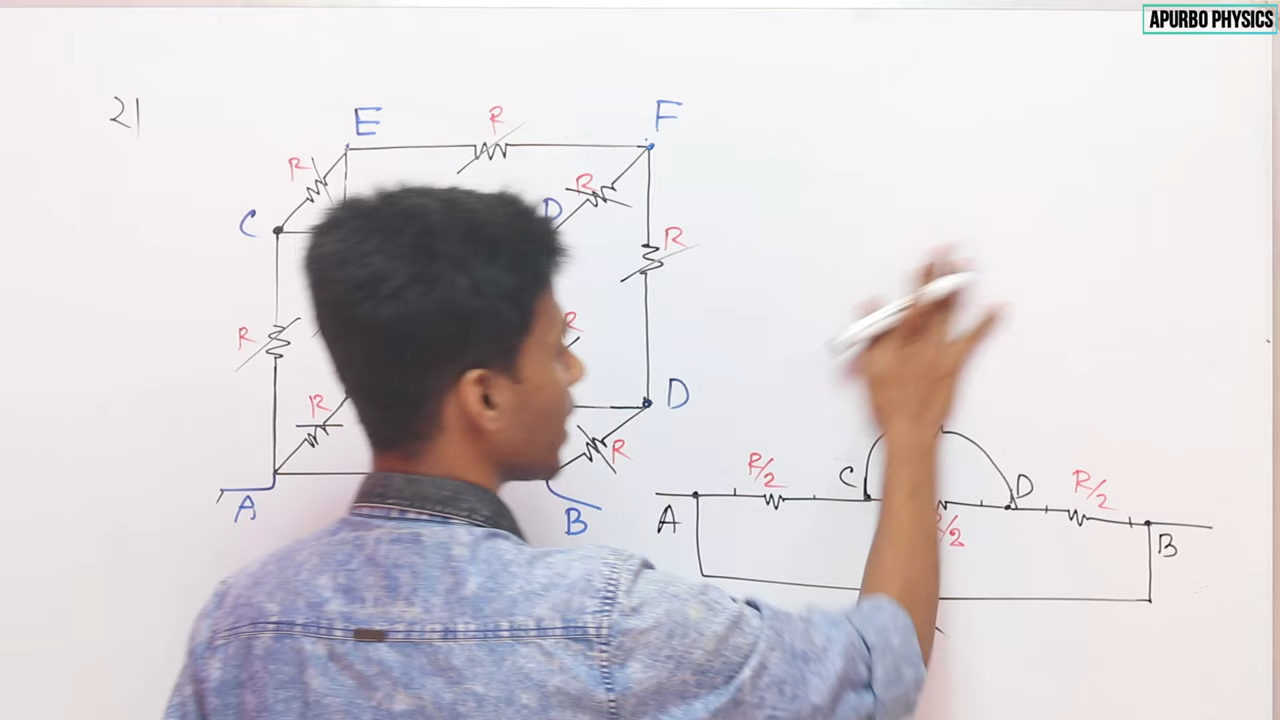 APURBO PHYSICS
21
E R F
R R
C D
R
R R
R D
R
A B
R/2 C D R/2
A R/2 B